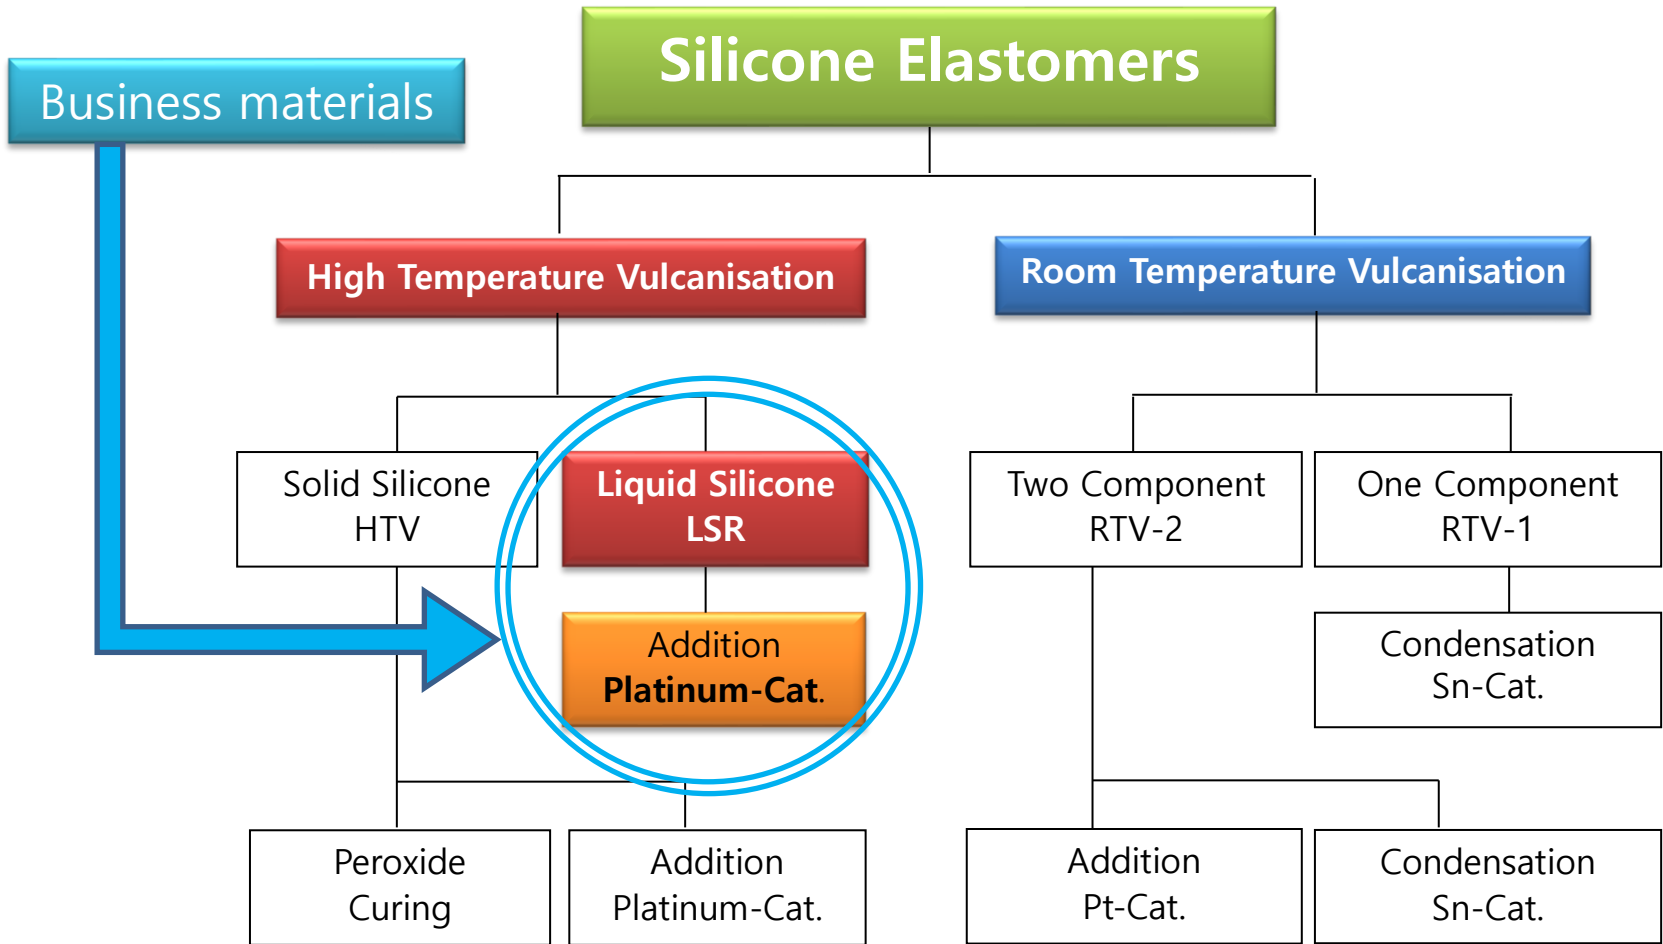 Silicone Elastomers
Business materials
High Temperature Vulcanisation
Room Temperature Vulcanisation
Solid Silicone
HTV
Liquid Silicone
LSR
Two Component
RTV-2
One Component
RTV-1
Addition
Platinum-Cat.
Condensation
Sn-Cat.
Peroxide
Curing
Addition
Platinum-Cat.
Addition
Pt-Cat.
Condensation
Sn-Cat.